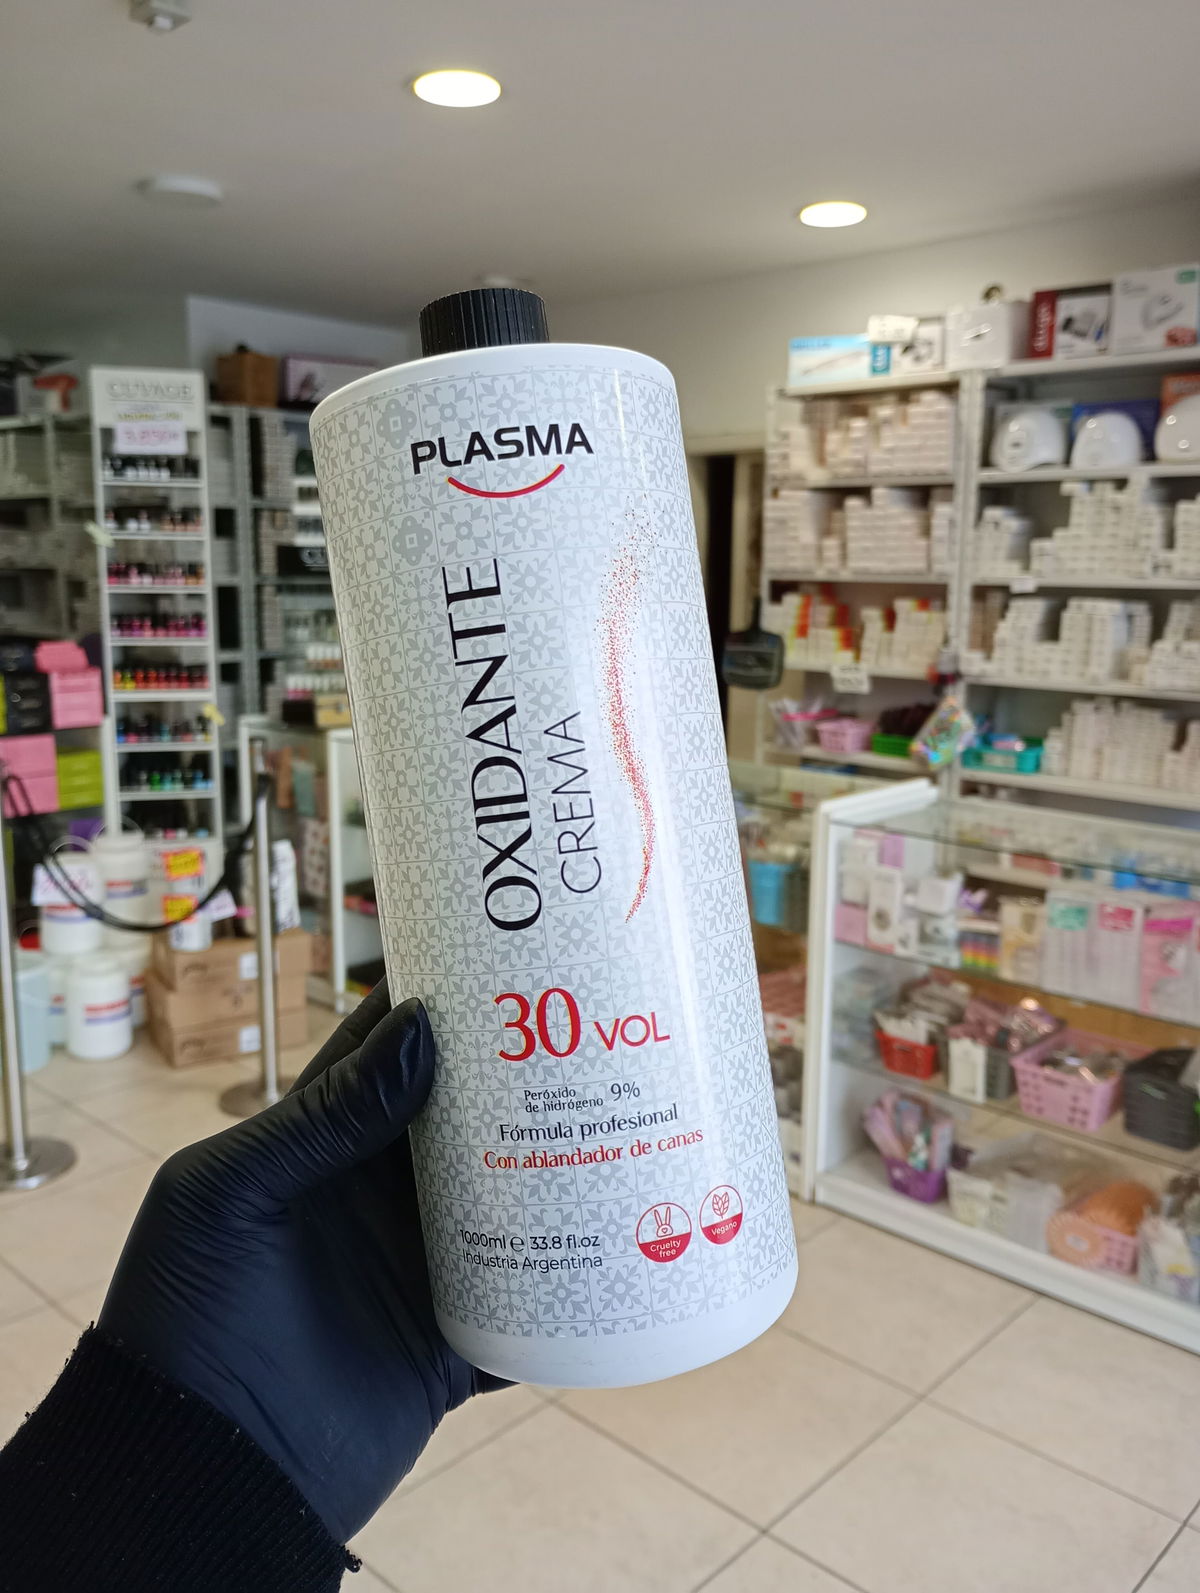 PLASMA
OXIDANTE
CREMA
30 VOL
Peróxido
de hidrógeno 9%
Fórmula profesional
Con ablandador de canas
1000ml ℮ 33.8 fl.oz
Industria Argentina
Cruelty
free
Vegano
CUVAGE